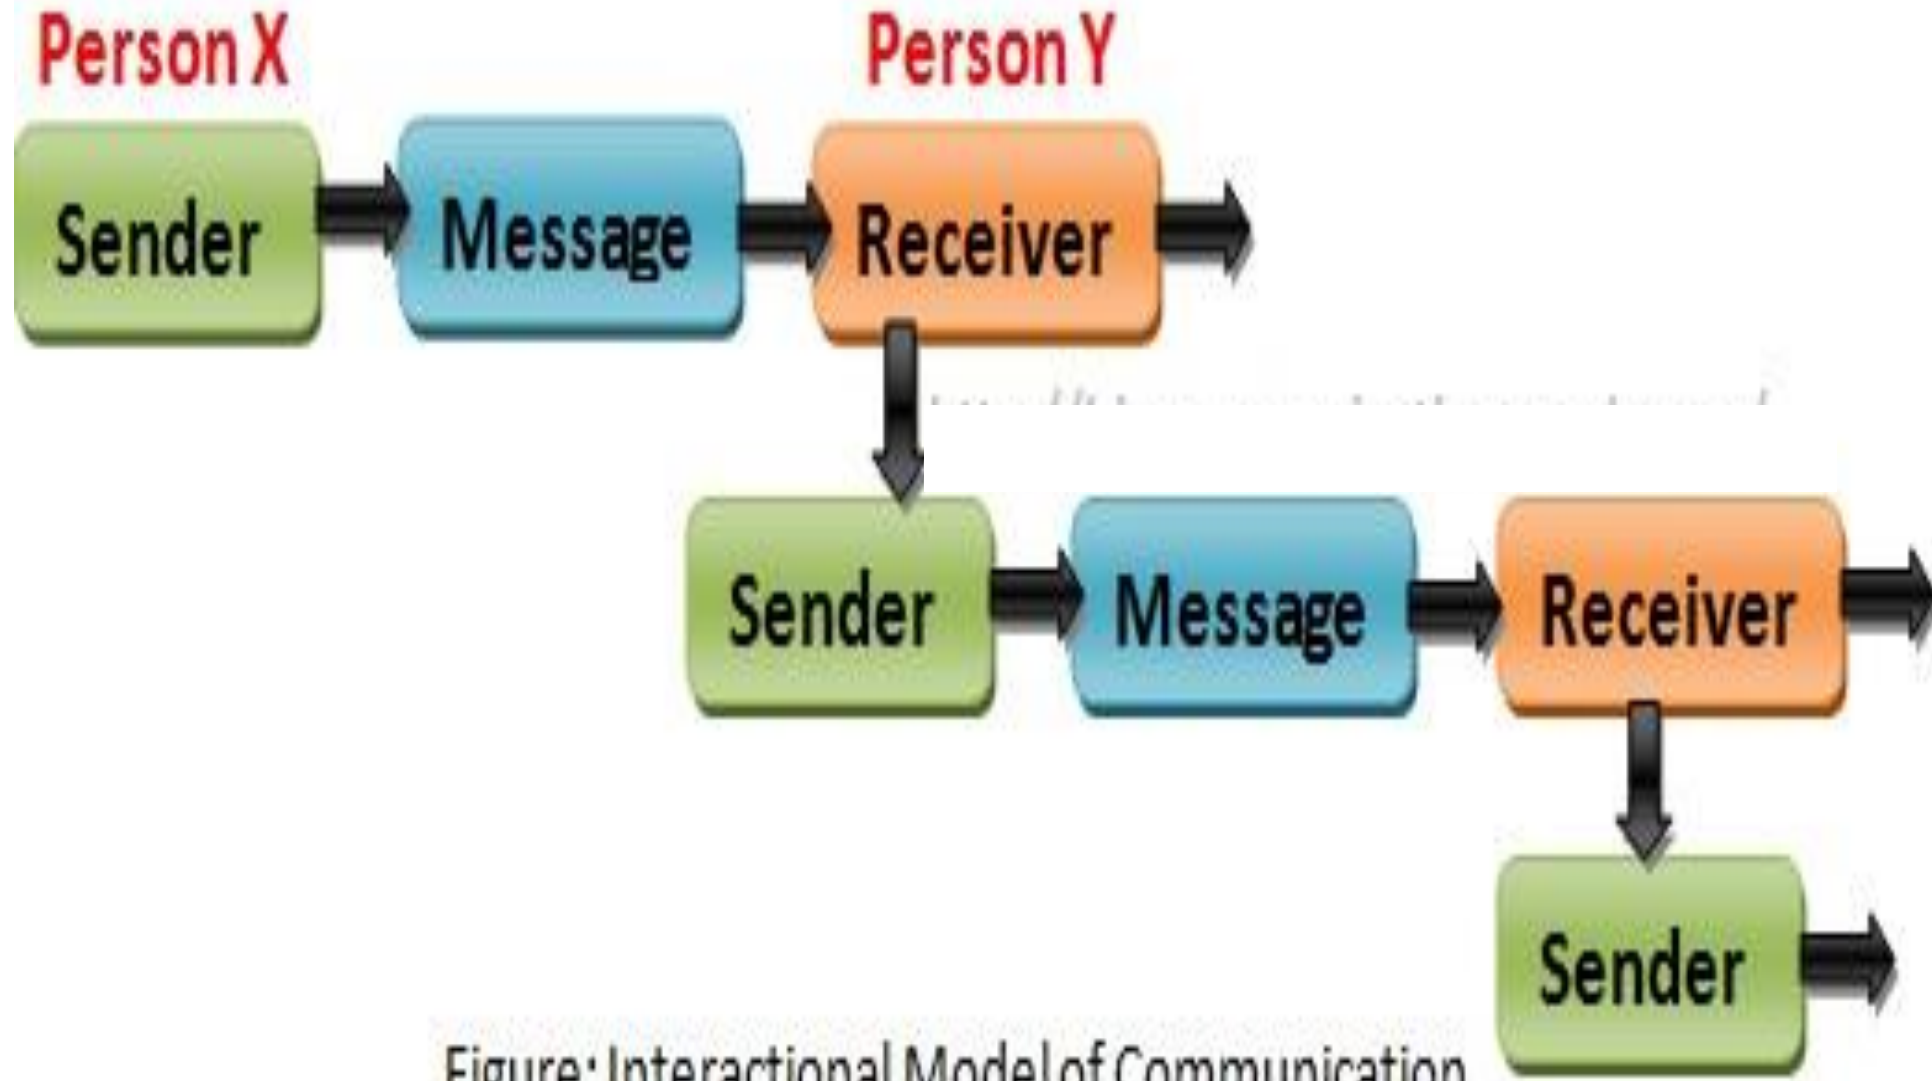 Person X Person Y
Sender Message Receiver
Sender Message Receiver
Sender
Figure: Interactional Model of Communication